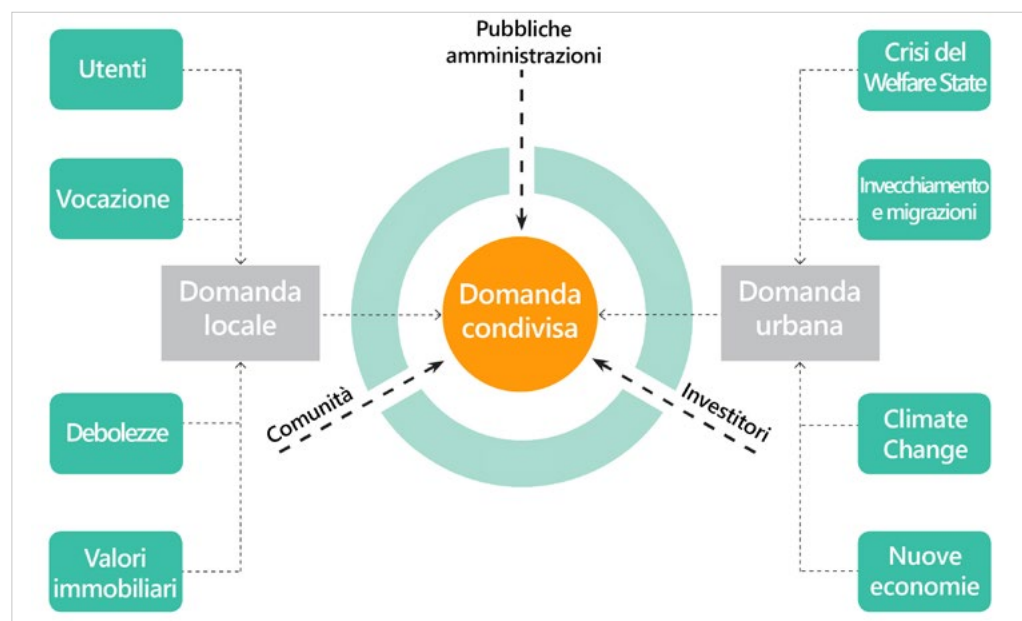 Pubbliche
amministrazioni
Utenti
Vocazione
Domanda
locale
Debolezze
Valori
immobiliari
Comunità
Domanda
condivisa
Investitori
Crisi del
Welfare State
Invecchiamento
e migrazioni
Domanda
urbana
Climate
Change
Nuove
economie